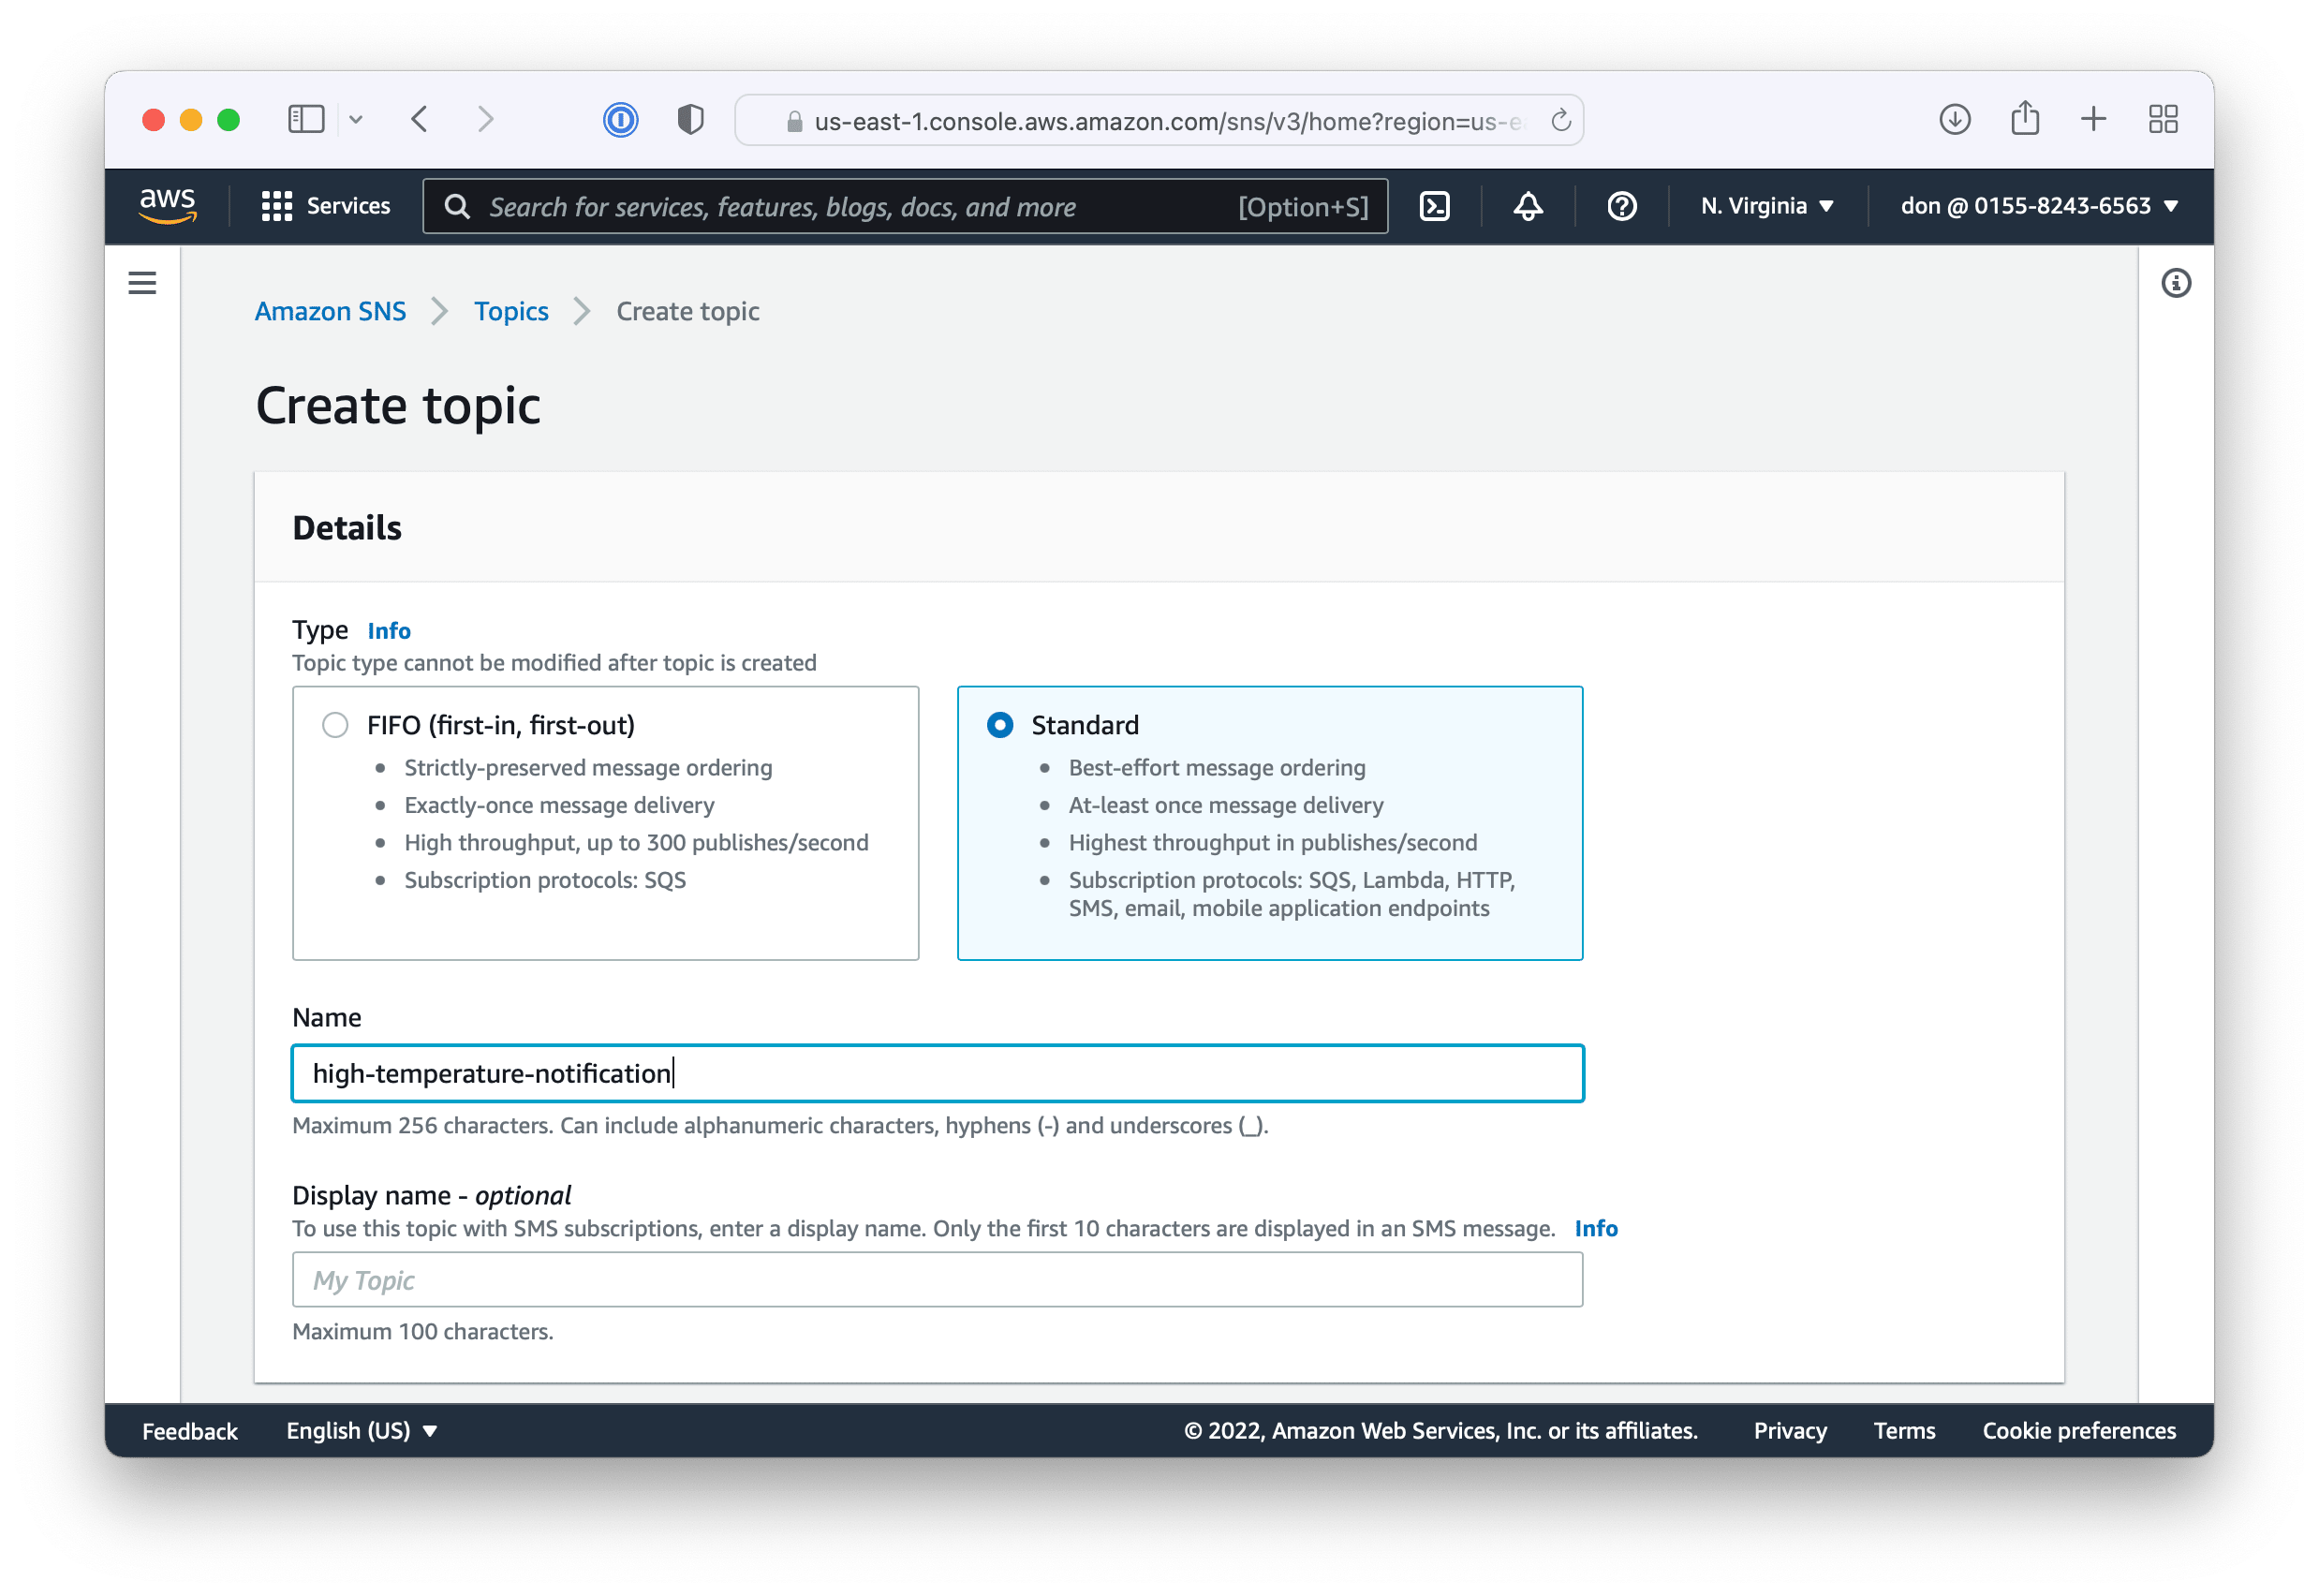 us-east-1.console.aws.amazon.com/sns/v3/home?region=us-e
aws
Services
Search for services, features, blogs, docs, and more
[Option+S]
N. Virginia
don @ 0155-8243-6563
Amazon SNS
Topics
Create topic
Create topic
Details
Type Info
Topic type cannot be modified after topic is created
FIFO (first-in, first-out)
Strictly-preserved message ordering
Exactly-once message delivery
High throughput, up to 300 publishes/second
Subscription protocols: SQS
Standard
Best-effort message ordering
At-least once message delivery
Highest throughput in publishes/second
Subscription protocols: SQS, Lambda, HTTP,
SMS, email, mobile application endpoints
Name
high-temperature-notification
Maximum 256 characters. Can include alphanumeric characters, hyphens (-) and underscores (_).
Display name - optional
To use this topic with SMS subscriptions, enter a display name. Only the first 10 characters are displayed in an SMS message. Info
My Topic
Maximum 100 characters.
Feedback
English (US)
© 2022, Amazon Web Services, Inc. or its affiliates.
Privacy
Terms
Cookie preferences